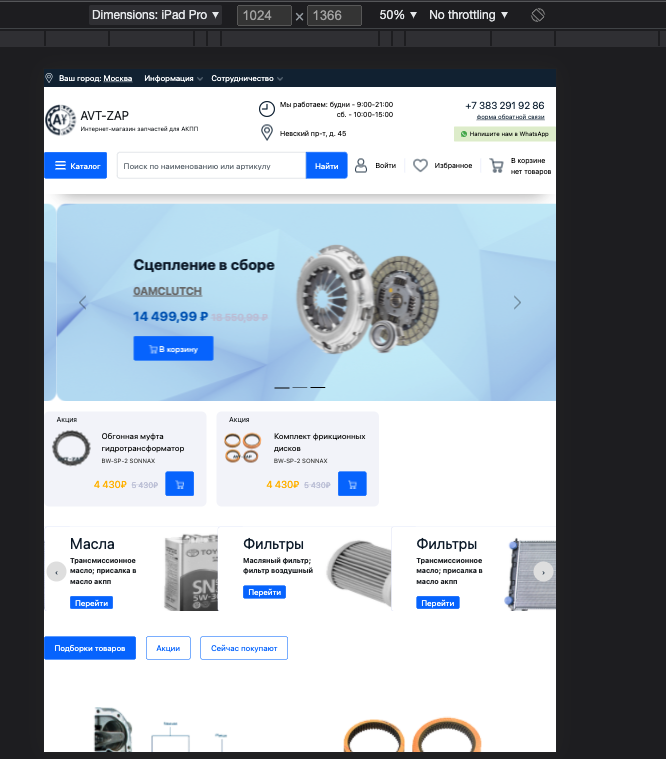 Dimensions: iPad Pro ▼ 1024 × 1366 50% ▼ No throttling ▼
Ваш город: Москва Информация Сотрудничество
AVT-ZAP
Интернет-магазин запчастей для АКПП
Мы работаем: будни - 9:00-21:00
сб. - 10:00-15:00
Невский пр-т, д. 45
+7 383 291 92 86
форма обратной связи
Напишите нам в WhatsApp
Каталог
Поиск по наименованию или артикулу
Найти
Войти
Избранное
В корзине
нет товаров
Сцепление в сборе
0AMCLUTCH
14 499,99 ₽ 18 550,99 ₽
В корзину
Акция
Обгонная муфта
гидротрансформатор
BW-SP-2 SONNAX
4 430₽ 5 430₽
Акция
Комплект фрикционных
дисков
BW-SP-2 SONNAX
4 430₽ 5 430₽
Масла
Трансмиссионное
масло; присалка в
масло акпп
Перейти
Фильтры
Масляный фильтр;
фильтр воздушный
Перейти
Фильтры
Трансмиссионное
масло; присалка в
масло акпп
Перейти
Подборки товаров
Акции
Сейчас покупают